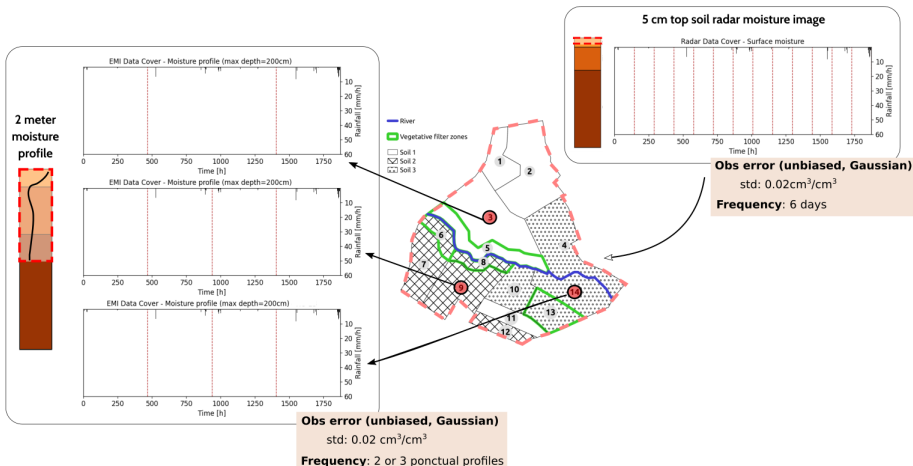 5 cm top soil radar moisture image
Radar Data Cover - Surface moisture
10
20
30
40
50
60
Rainfall [mm/h]
0 250 500 750 1000 1250 1500 1750
Time [h]
Obs error (unbiased, Gaussian)
std: 0.02cm³/cm³
Frequency: 6 days
2 meter
moisture
profile
EMI Data Cover - Moisture profile (max depth=200cm)
10
20
30
40
50
60
Rainfall [mm/h]
0 250 500 750 1000 1250 1500 1750
Time [h]
EMI Data Cover - Moisture profile (max depth=200cm)
10
20
30
40
50
60
Rainfall [mm/h]
0 250 500 750 1000 1250 1500 1750
Time [h]
EMI Data Cover - Moisture profile (max depth=200cm)
10
20
30
40
50
60
Rainfall [mm/h]
0 250 500 750 1000 1250 1500 1750
Time [h]
River
Vegetative filter zones
Soil 1
Soil 2
Soil 3
1
2
3
4
5
6
7
8
9
10
11
12
13
14
Obs error (unbiased, Gaussian)
std: 0.02 cm³/cm³
Frequency: 2 or 3 ponctual profiles